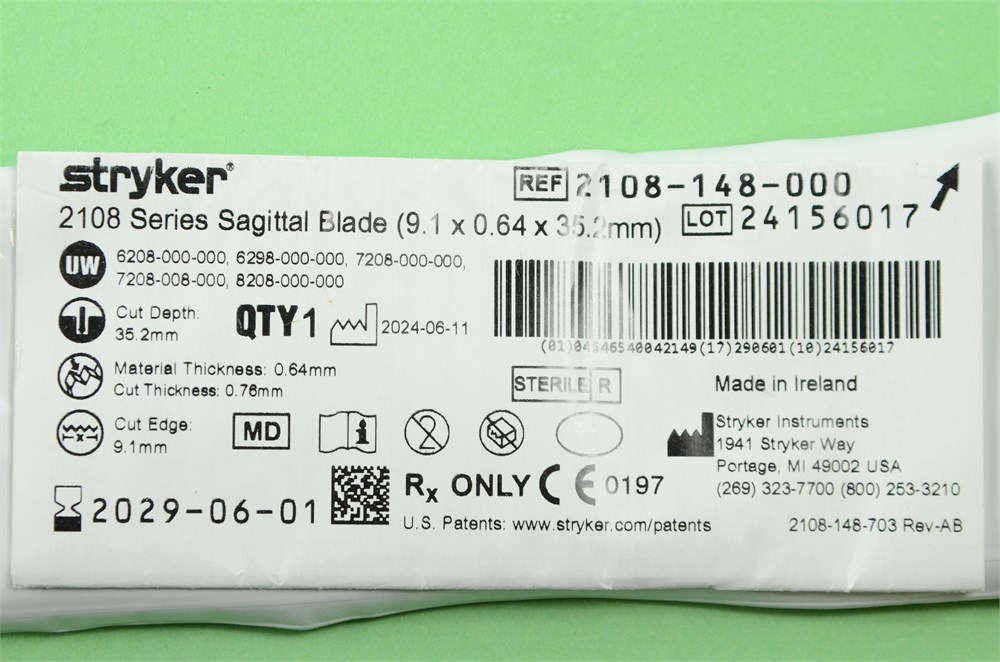 stryker®
REF 2108-148-000
2108 Series Sagittal Blade (9.1 x 0.64 x 35.2mm)
LOT 24156017
UW 6208-000-000, 6298-000-000, 7208-000-000,
7208-008-000, 8208-000-000
Cut Depth:
35.2mm
QTY1
2024-06-11
(01)04546540042149(17)290601(10)24156017
Material Thickness: 0.64mm
Cut Thickness: 0.76mm
STERILE R
Made in Ireland
Cut Edge:
9.1mm
MD
i
2
Stryker Instruments
1941 Stryker Way
Portage, MI 49002 USA
(269) 323-7700 (800) 253-3210
2029-06-01
Rx ONLY CE 0197
U.S. Patents: www.stryker.com/patents
2108-148-703 Rev-AB